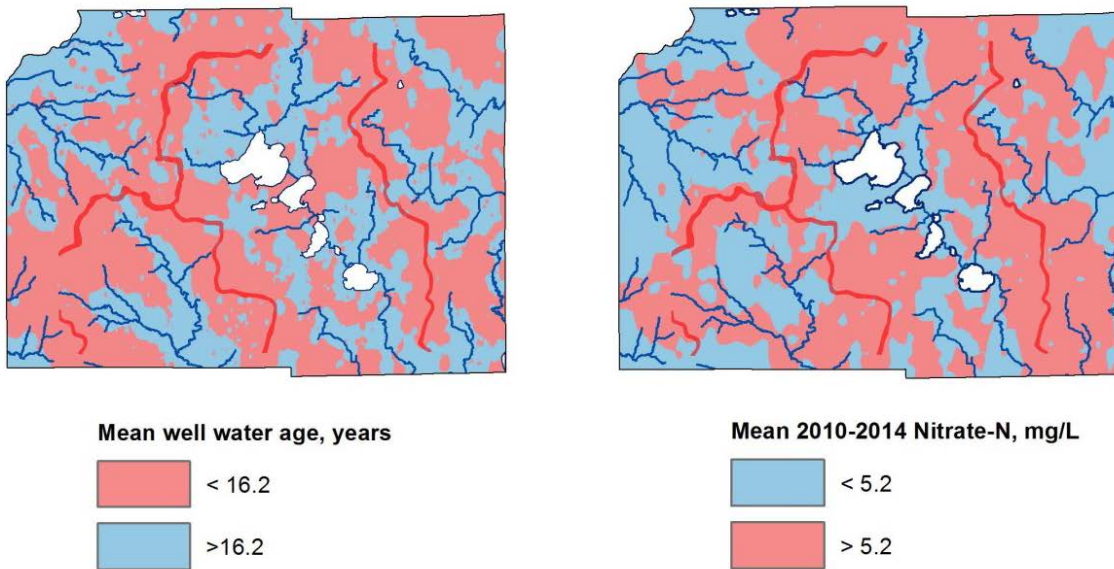 Mean well water age, years
< 16.2
>16.2
Mean 2010-2014 Nitrate-N, mg/L
< 5.2
> 5.2